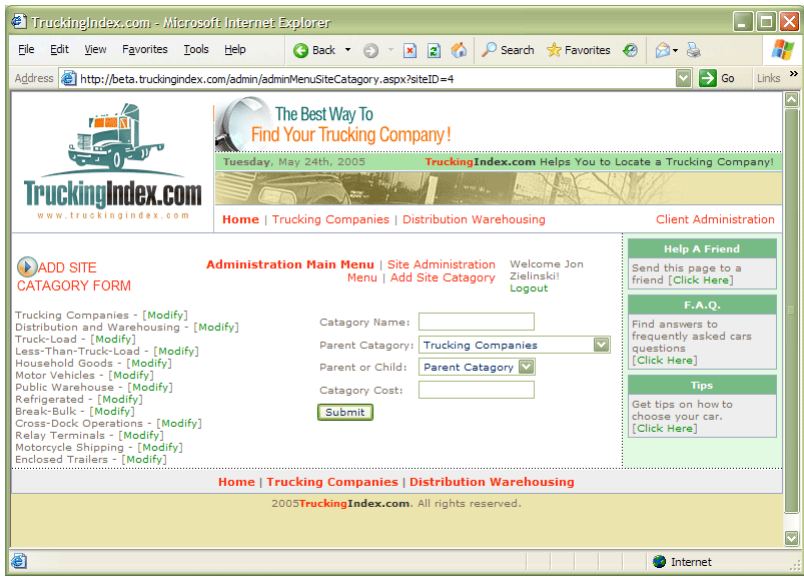 TruckingIndex.com - Microsoft Internet Explorer
File Edit View Favorites Tools Help Back Search Favorites
Address http://beta.truckingindex.com/admin/adminMenuSiteCatagory.aspx?siteID=4 Go Links »
The Best Way To
Find Your Trucking Company!
Tuesday, May 24th, 2005 TruckingIndex.com Helps You to Locate a Trucking Company!
TruckingIndex.com
www.truckingindex.com
Home | Trucking Companies | Distribution Warehousing Client Administration
ADD SITE
CATAGORY FORM
Administration Main Menu | Site Administration
Menu | Add Site Catagory
Welcome Jon
Zielinski!
Logout
Trucking Companies - [Modify]
Distribution and Warehousing - [Modify]
Truck-Load - [Modify]
Less-Than-Truck-Load - [Modify]
Household Goods - [Modify]
Motor Vehicles - [Modify]
Public Warehouse - [Modify]
Refrigerated - [Modify]
Break-Bulk - [Modify]
Cross-Dock Operations - [Modify]
Relay Terminals - [Modify]
Motorcycle Shipping - [Modify]
Enclosed Trailers - [Modify]
Catagory Name:
Parent Catagory: Trucking Companies
Parent or Child: Parent Catagory
Catagory Cost:
Submit
Help A Friend
Send this page to a
friend [Click Here]
F.A.Q.
Find answers to
frequently asked cars
questions
[Click Here]
Tips
Get tips on how to
choose your car.
[Click Here]
Home | Trucking Companies | Distribution Warehousing
2005TruckingIndex.com. All rights reserved.
Internet